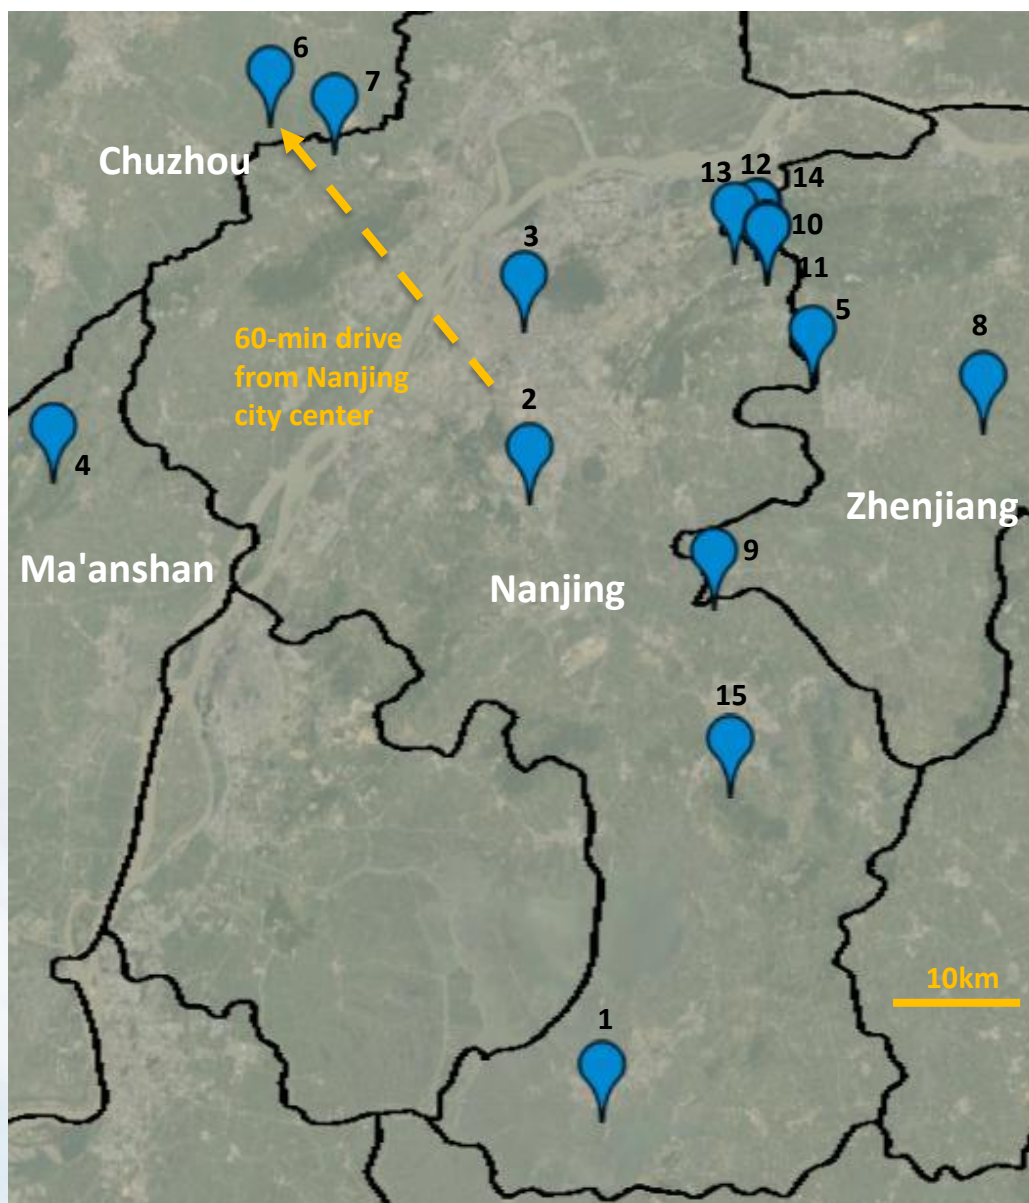 6
7
Chuzhou
13
12
14
10
3
11
5
8
60-min drive
from Nanjing
city center
2
4
Zhenjiang
Ma'anshan
9
Nanjing
15
10km
1